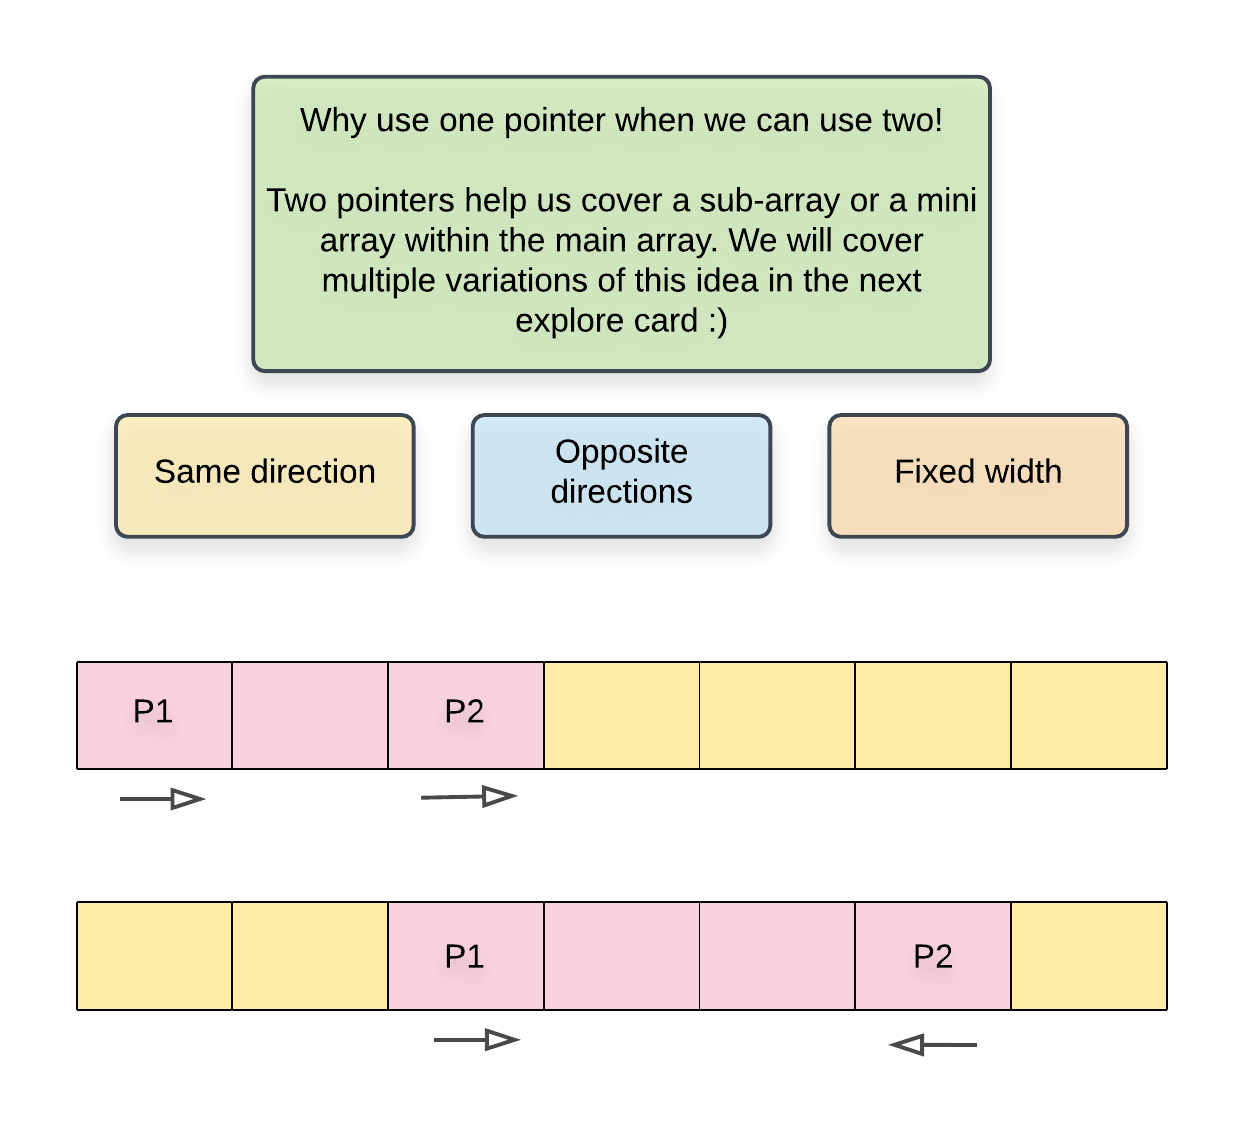 Why use one pointer when we can use two!
Two pointers help us cover a sub-array or a mini
array within the main array. We will cover
multiple variations of this idea in the next
explore card :)
Same direction
Opposite
directions
Fixed width
P1
P2
P1
P2